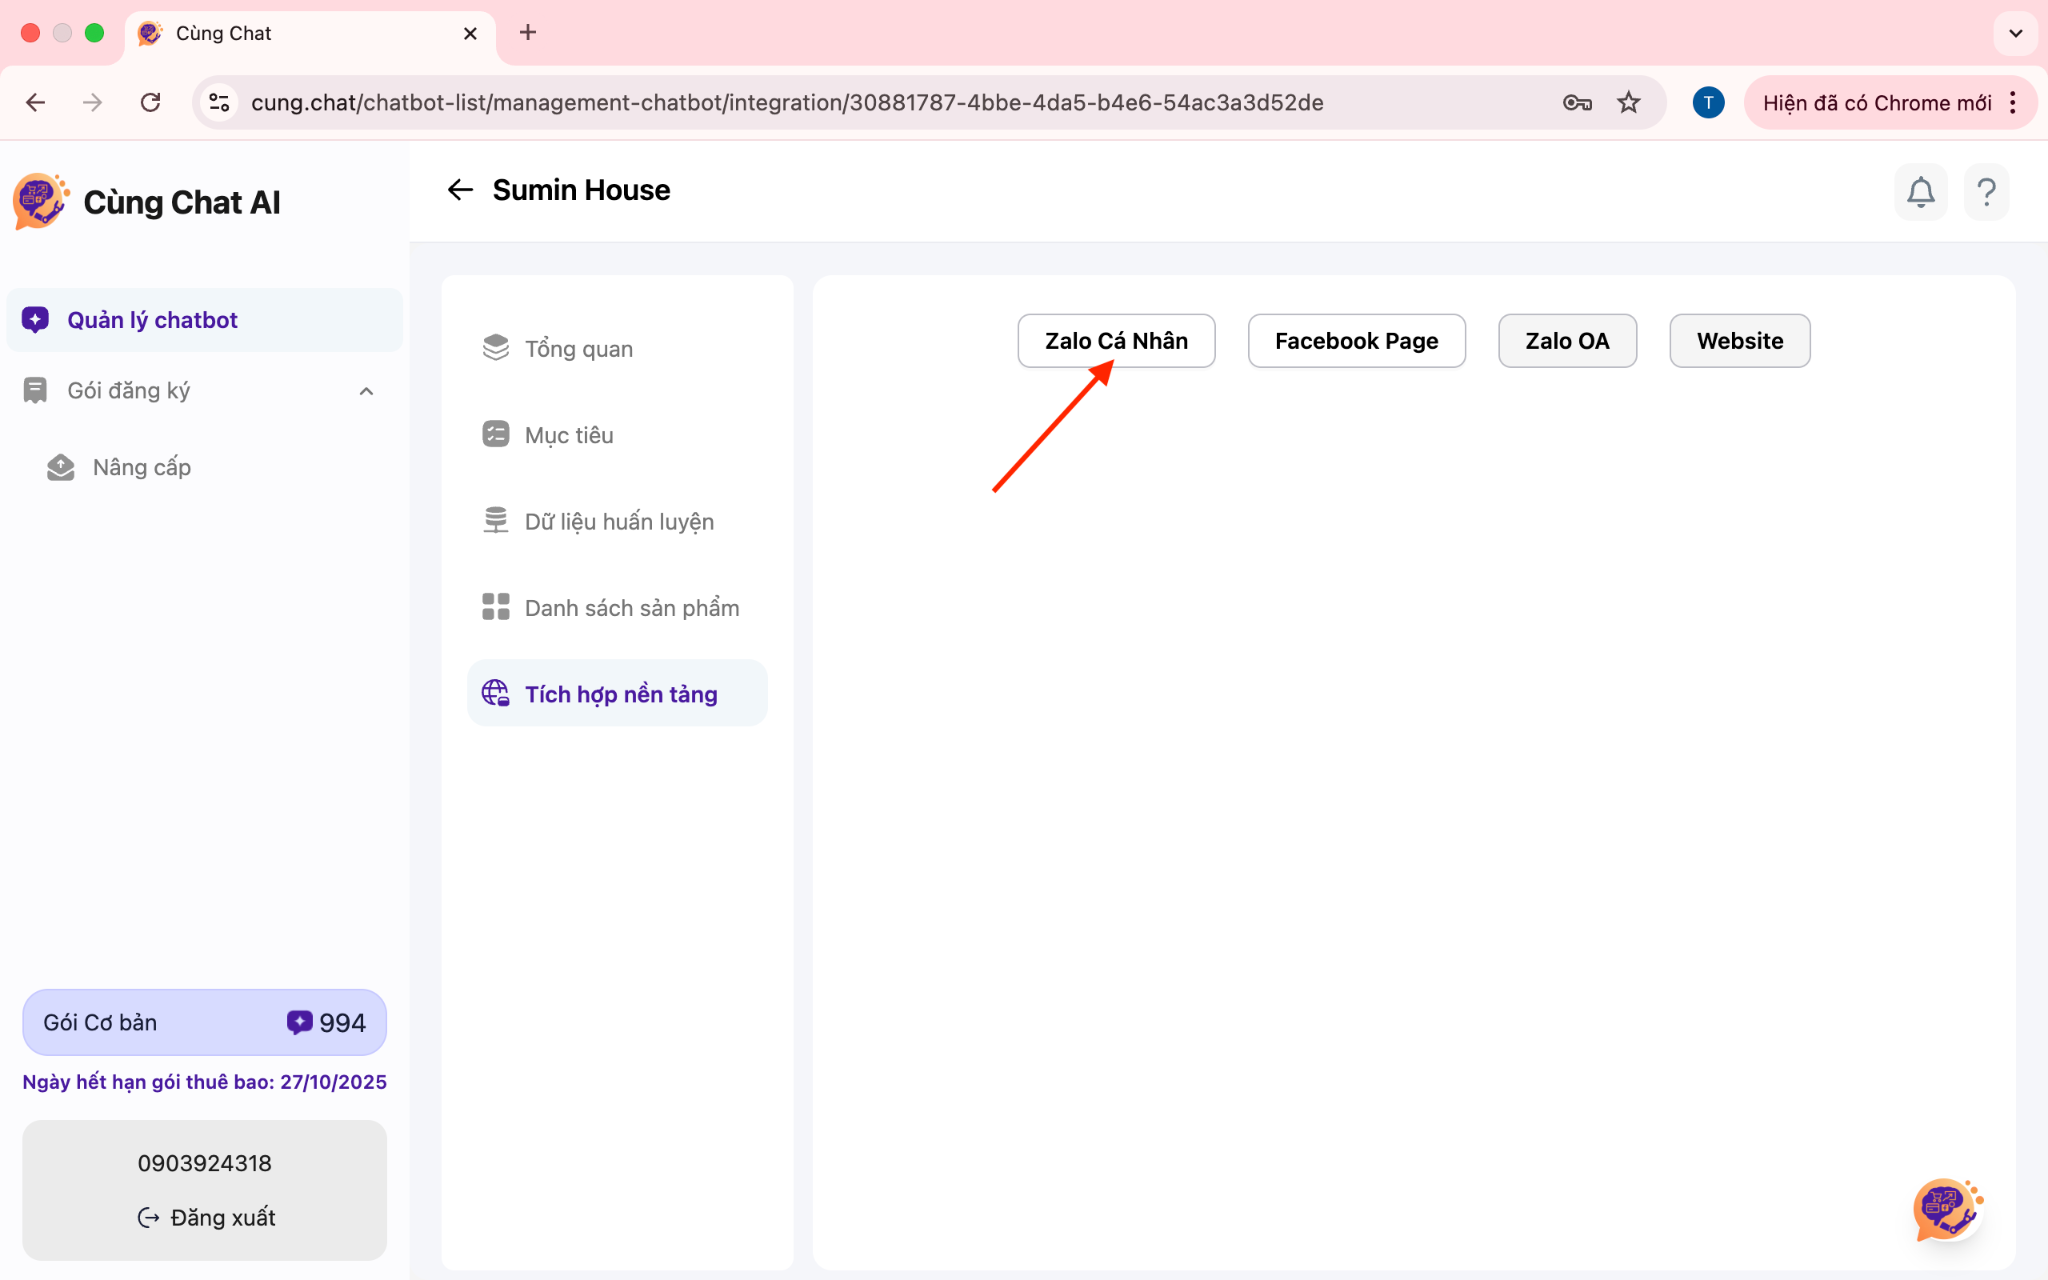 Cùng Chat
cung.chat/chatbot-list/management-chatbot/integration/30881787-4bbe-4da5-b4e6-54ac3a3d52de
T
Hiện đã có Chrome mới
Cùng Chat AI
Sumin House
Quản lý chatbot
Gói đăng ký
Nâng cấp
Tổng quan
Mục tiêu
Dữ liệu huấn luyện
Danh sách sản phẩm
Tích hợp nền tảng
Zalo Cá Nhân
Facebook Page
Zalo OA
Website
Gói Cơ bản 994
Ngày hết hạn gói thuê bao: 27/10/2025
0903924318
Đăng xuất